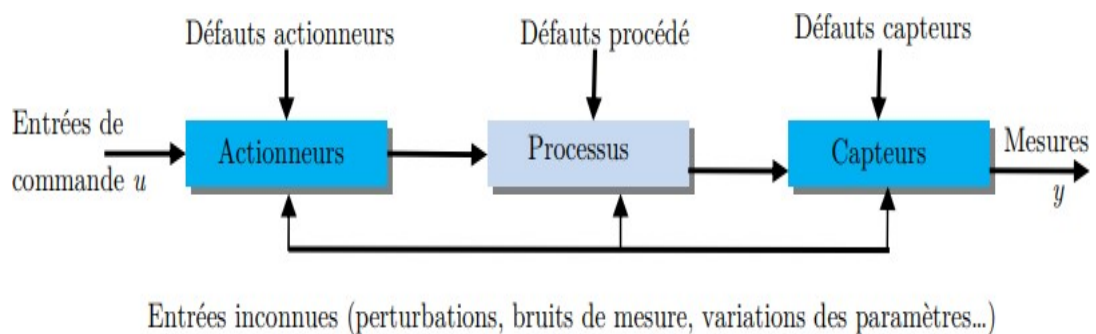 Défauts actionneurs
Défauts procédé
Défauts capteurs
Entrées de
commande u
Actionneurs
Processus
Capteurs
Mesures
y
Entrées inconnues (perturbations, bruits de mesure, variations des paramètres...)